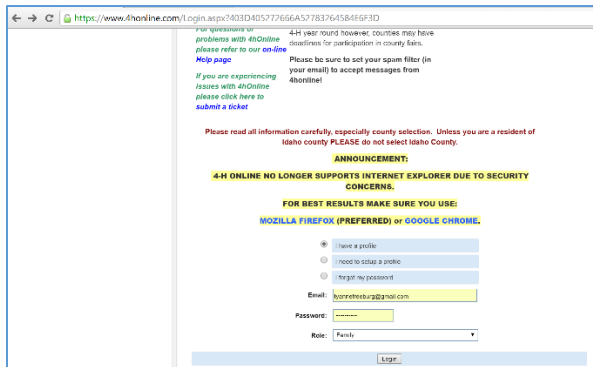 https://www.4honline.com/Login.aspx?403D405272666A52783264584E6F3D
For questions or
problems with 4hOnline
please refer to our on-line
Help page
If you are experiencing
issues with 4hOnline
please click here to
submit a ticket
4-H year round however, counties may have
deadlines for participation in county fairs.
Please be sure to set your spam filter (in
your email) to accept messages from
4honline!
Please read all information carefully, especially county selection. Unless you are a resident of
Idaho county PLEASE do not select Idaho County.
ANNOUNCEMENT:
4-H ONLINE NO LONGER SUPPORTS INTERNET EXPLORER DUE TO SECURITY
CONCERNS.
FOR BEST RESULTS MAKE SURE YOU USE:
MOZILLA FIREFOX (PREFERRED) or GOOGLE CHROME.
I have a profile
I need to setup a profile
I forgot my password
Email: lyannefreeburg@gmail.com
Password: ----------
Role: Family
Login